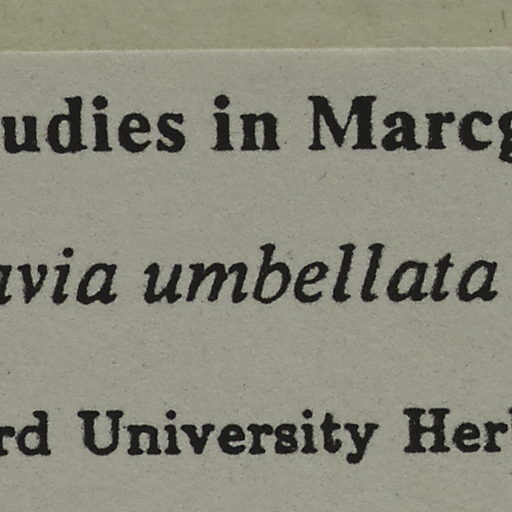 udies in Marcg
avia umbellata
rd University Her